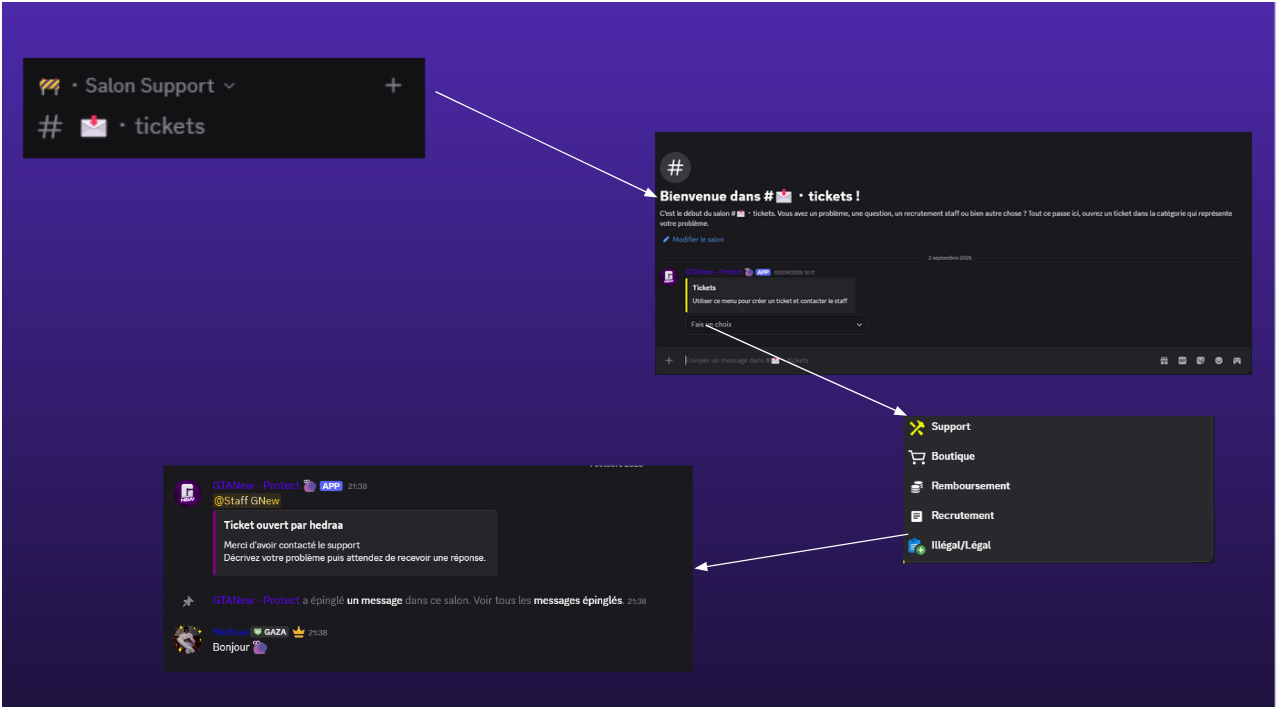 · Salon Support
# · tickets
#
Bienvenue dans # · tickets !
C'est le début du salon # · tickets. Vous avez un problème, une question, un recrutement staff ou bien autre chose ? Tout ce passe ici, ouvrez un ticket dans la catégorie qui représente
votre problème.
Modifier le salon
2 septembre 2025
GTANew - Protect APP 02/09/2025 12:17
Tickets
Utiliser ce menu pour créer un ticket et contacter le staff
Fais un choix
Envoyer un message dans # · tickets
Support
Boutique
Remboursement
Recrutement
Illégal/Légal
GTANew - Protect APP 21:38
@Staff GNew
Ticket ouvert par hedraa
Merci d'avoir contacté le support
Décrivez votre problème puis attendez de recevoir une réponse.
GTANew - Protect a épinglé un message dans ce salon. Voir tous les messages épinglés. 21:38
Hedraa GAZA 21:38
Bonjour